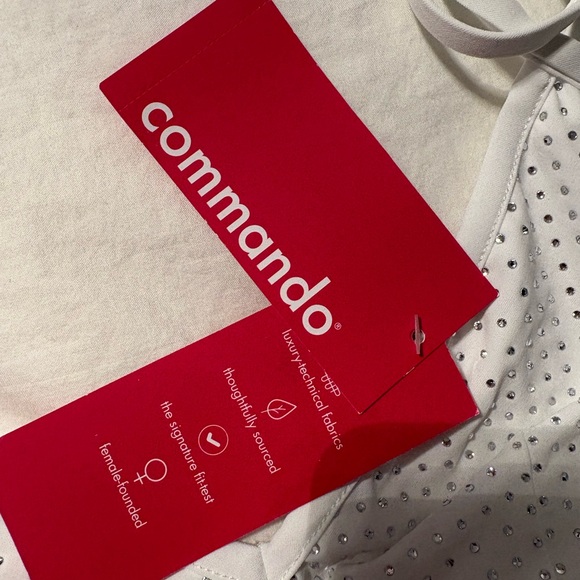 commando®
luxury-technical fabrics
thoughtfully sourced
the signature fit-test
female-founded